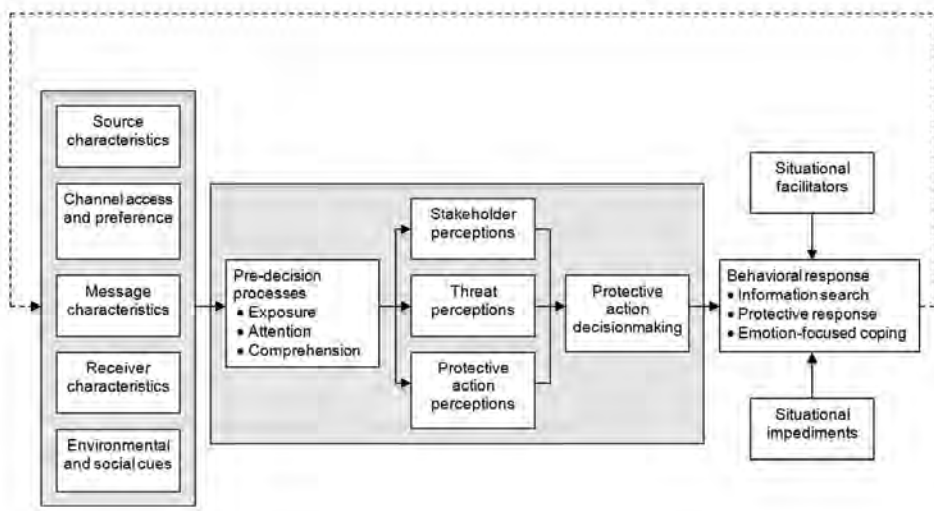 Source
characteristics
Channel access
and preference
Message
characteristics
Receiver
characteristics
Environmental
and social cues
Pre-decision
processes
• Exposure
• Attention
• Comprehension
Stakeholder
perceptions
Threat
perceptions
Protective
action
perceptions
Protective action
decisionmaking
Situational
facilitators
Behavioral response
• Information search
• Protective response
• Emotion-focused coping
Situational
impediments